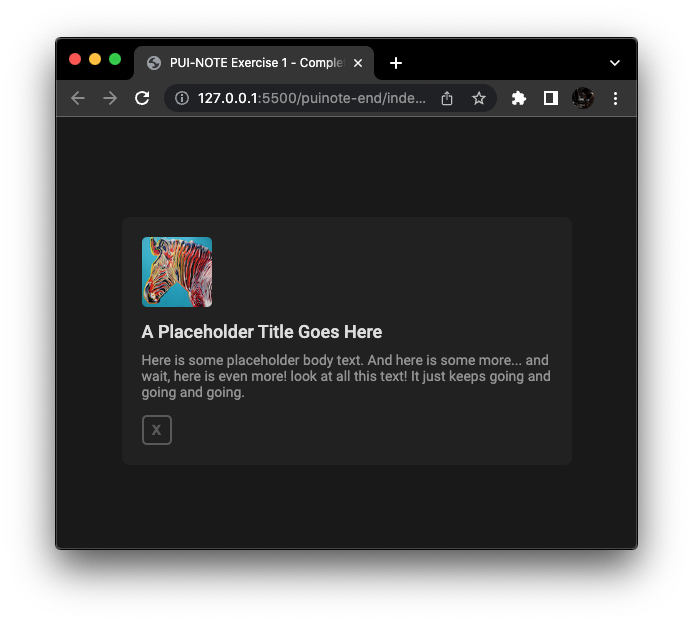 PUI-NOTE Exercise 1 - Complet
127.0.0.1:5500/puinote-end/inde...
A Placeholder Title Goes Here
Here is some placeholder body text. And here is some more... and
wait, here is even more! look at all this text! It just keeps going and
going and going.
X